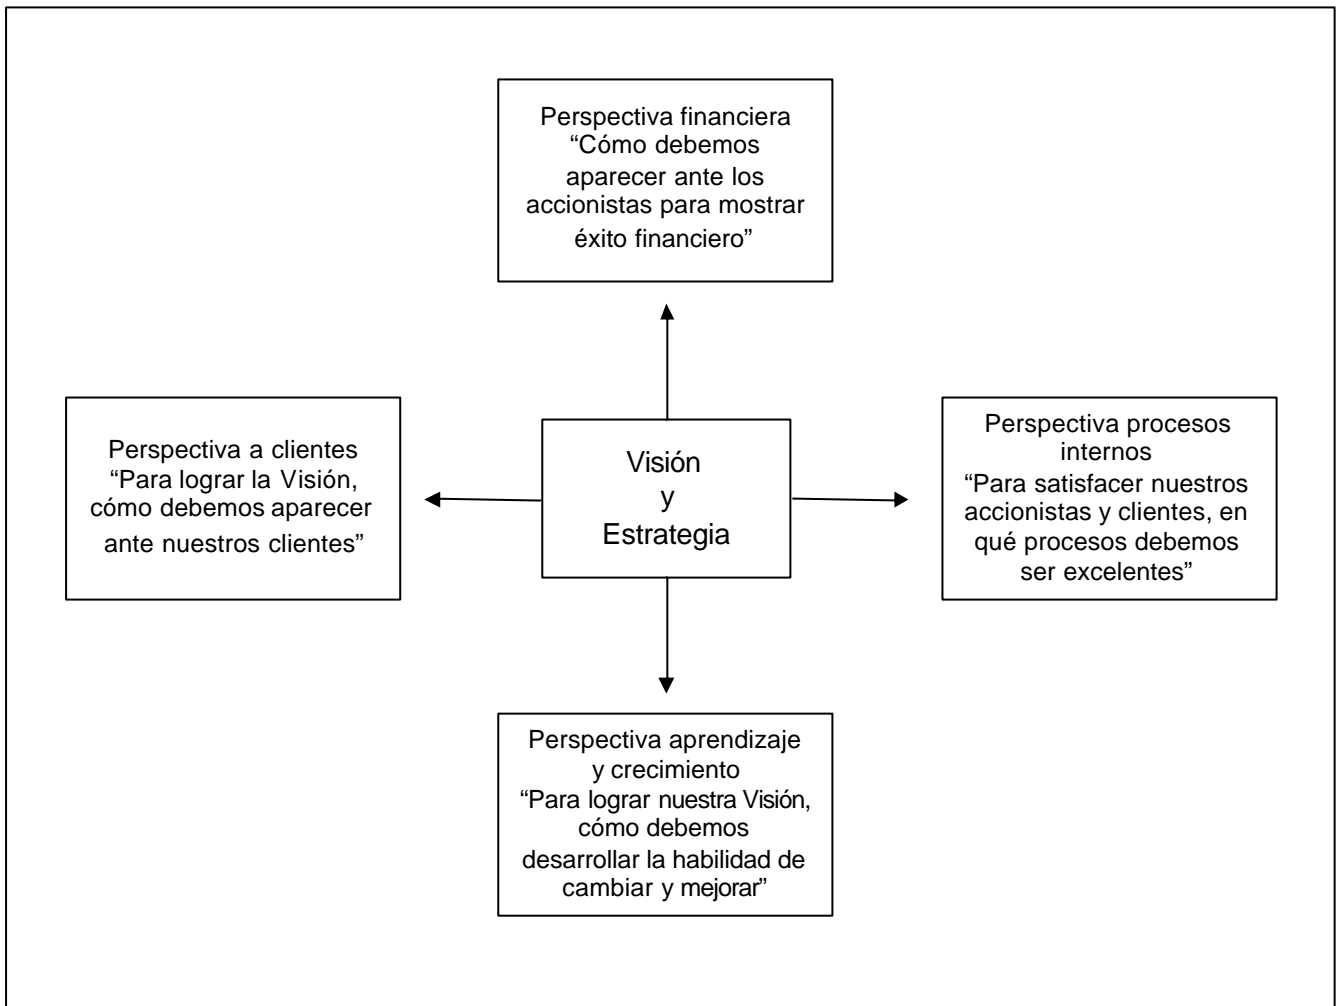 Perspectiva financiera
“Cómo debemos
aparecer ante los
accionistas para mostrar
éxito financiero”
Perspectiva a clientes
“Para lograr la Visión,
cómo debemos aparecer
ante nuestros clientes”
Visión
y
Estrategia
Perspectiva procesos
internos
“Para satisfacer nuestros
accionistas y clientes, en
qué procesos debemos
ser excelentes”
Perspectiva aprendizaje
y crecimiento
“Para lograr nuestra Visión,
cómo debemos
desarrollar la habilidad de
cambiar y mejorar”